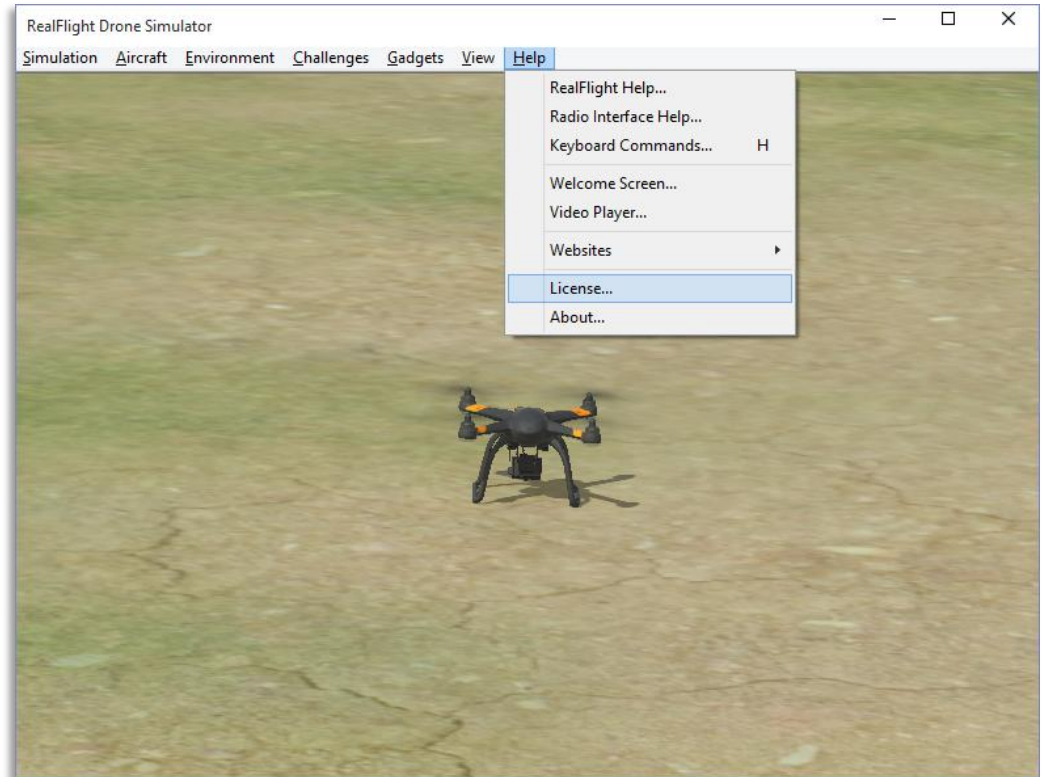 RealFlight Drone Simulator
Simulation Aircraft Environment Challenges Gadgets View Help
RealFlight Help...
Radio Interface Help...
Keyboard Commands... H
Welcome Screen...
Video Player...
Websites
License...
About...